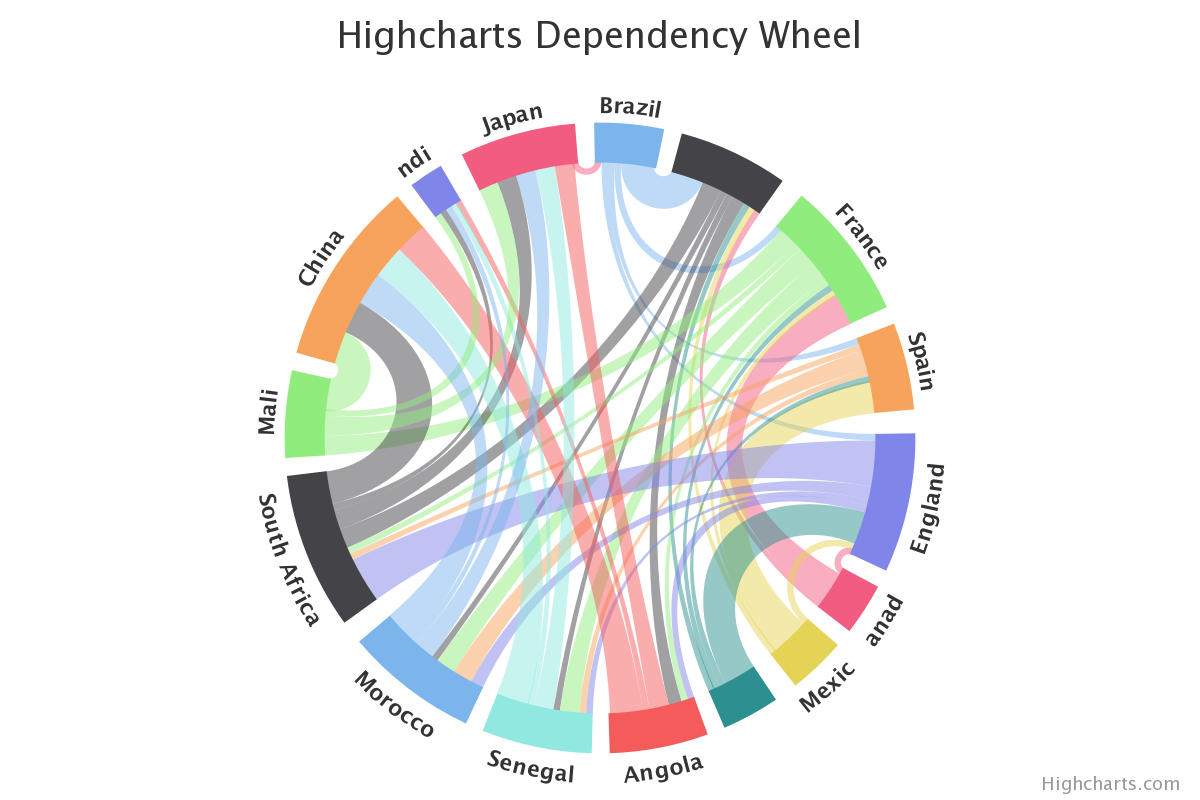 Highcharts Dependency Wheel
Brazil
France
Spain
England
anad
Mexic
Angola
Senegal
Morocco
South Africa
Mali
China
ndi
Japan
Highcharts.com